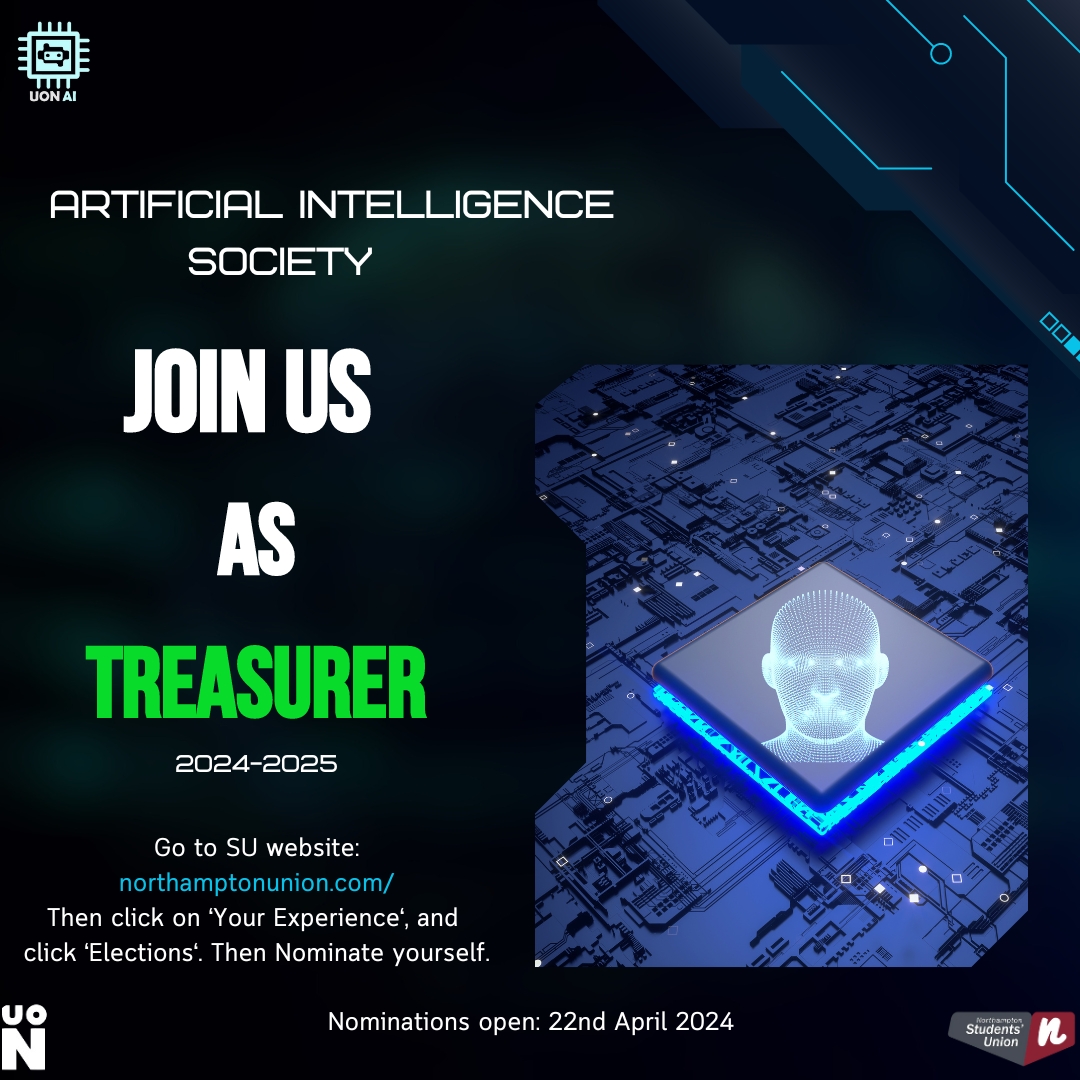 UON AI
ARTIFICIAL INTELLIGENCE
SOCIETY
JOIN US
AS
TREASURER
2024-2025
Go to SU website:
northamptonunion.com/
Then click on ‘Your Experience‘, and
click ‘Elections‘. Then Nominate yourself.
Nominations open: 22nd April 2024
UO
N
Northampton
Students'
Union
n